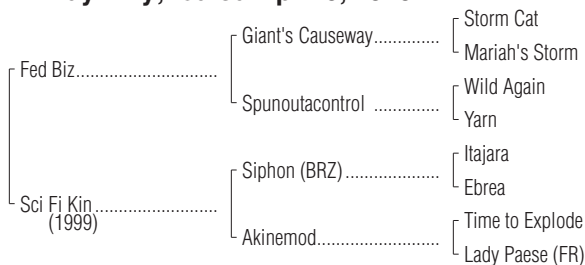 Giant's Causeway.............. Storm Cat
Mariah's Storm
Fed Biz.............................
Spunoutacontrol .............. Wild Again
Yarn
Siphon (BRZ).................... Itajara
Ebrea
Sci Fi Kin.........................
(1999)
Akinemod......................... Time to Explode
Lady Paese (FR)